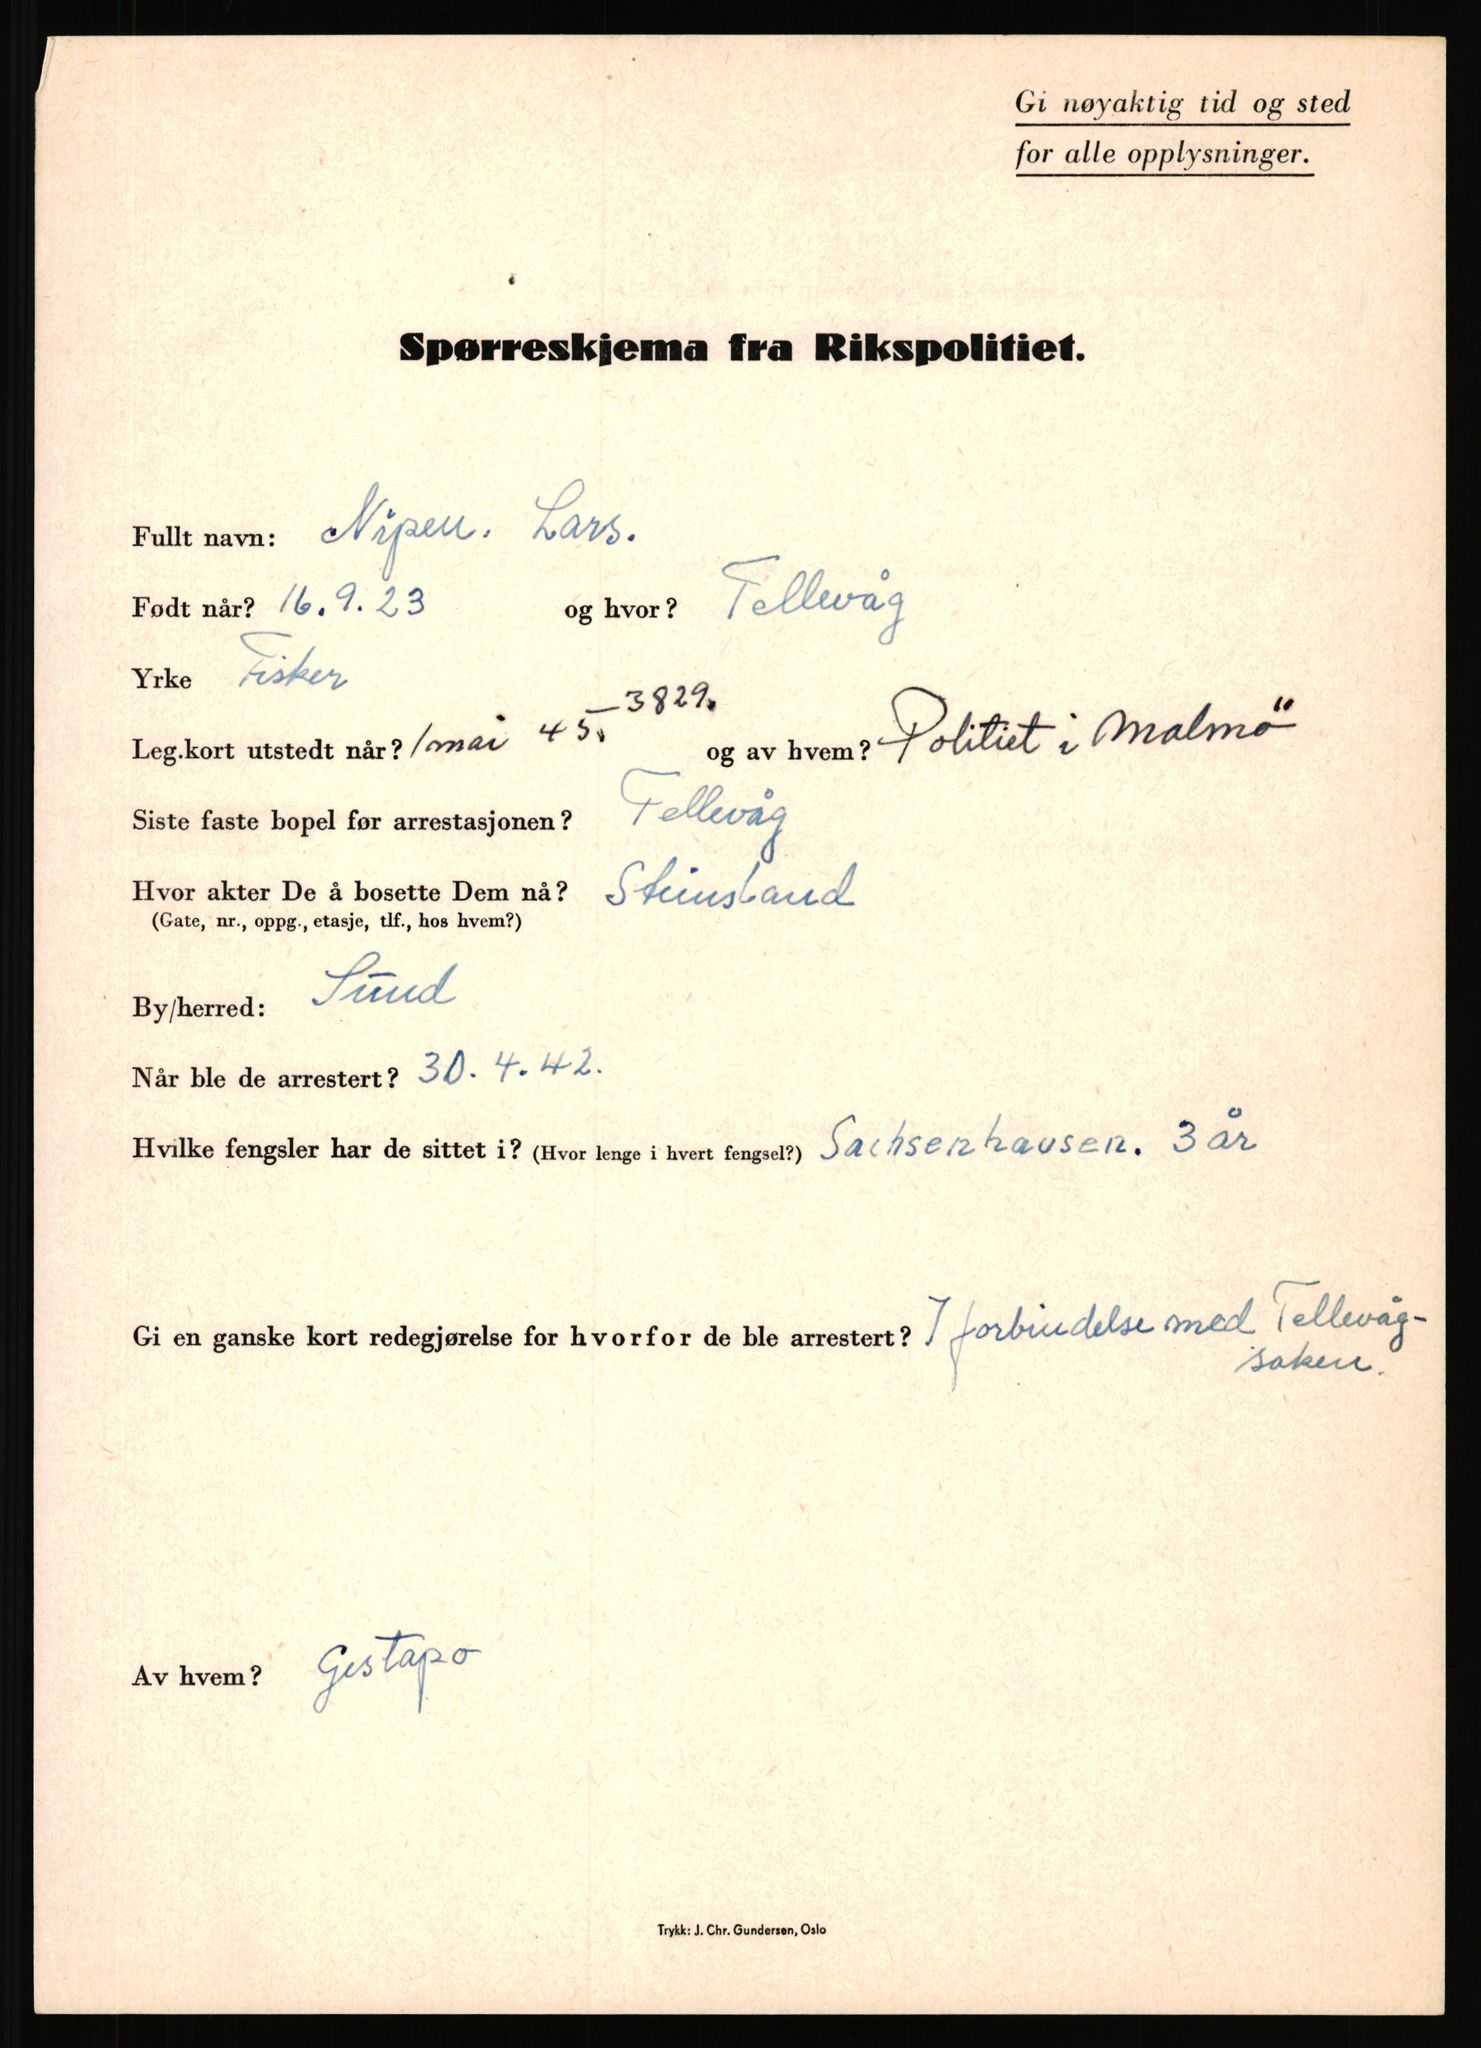 Gi nøyaktig tid og sted
for alle opplysninger.
Spørreskjema fra Rikspolitiet.
Fullt navn: Nipen. Lars.
Født når? 16.9.23 og hvor? Tellevåg
Yrke Fisker
Leg.kort utstedt når? 1 mai 45. 3829. og av hvem? Politiet i Malmö
Siste faste bopel før arrestasjonen? Tellevåg
Hvor akter De å bosette Dem nå? Steinsland
(Gate, nr., oppg., etasje, tlf., hos hvem?)
By/herred: Sund
Når ble de arrestert? 30.4.42.
Hvilke fengsler har de sittet i? (Hvor lenge i hvert fengsel?) Sachsenhausen. 3 år
Gi en ganske kort redegjørelse for hvorfor de ble arrestert? I forbindelse med Tellevåg-
saken.
Av hvem? Gestapo
Trykk: J. Chr. Gundersen, Oslo